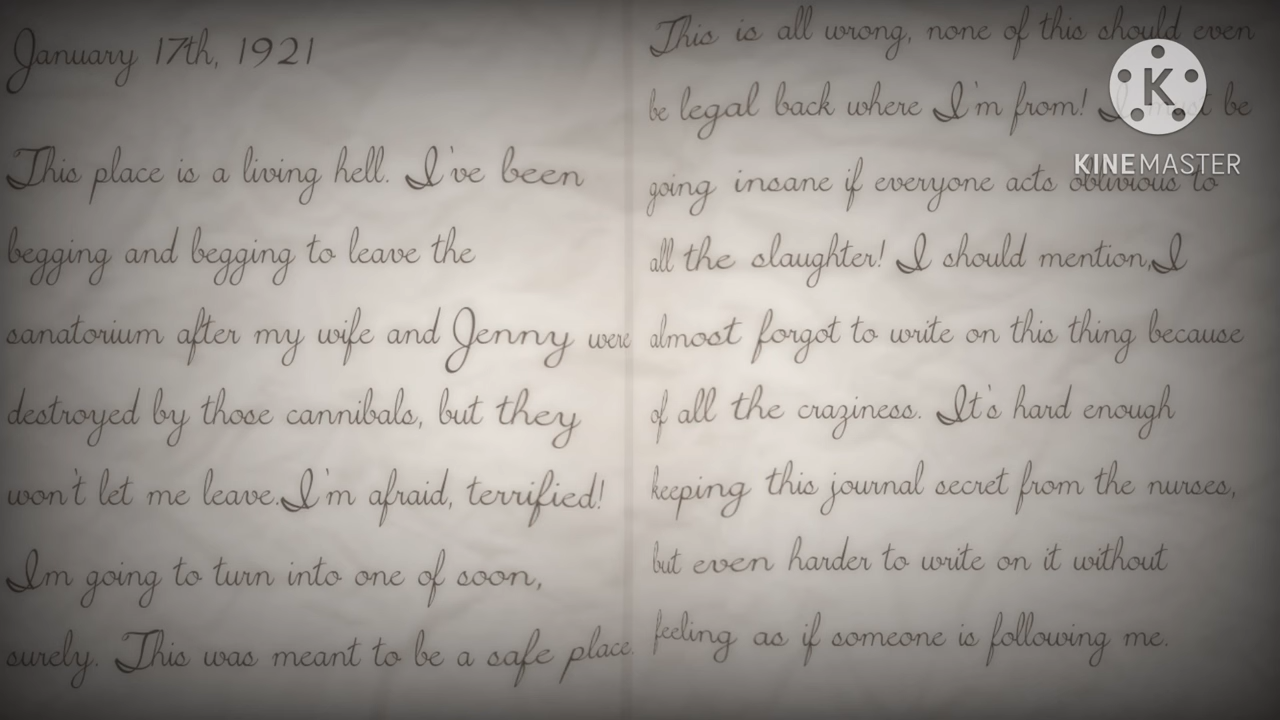 January 17th, 1921
This place is a living hell. I've been
begging and begging to leave the
sanatorium after my wife and Jenny were
destroyed by those cannibals, but they
won't let me leave.I'm afraid, terrified!
Im going to turn into one of soon,
surely. This was meant to be a safe place.
This is all wrong, none of this should even
be legal back where I'm from! I must be
going insane if everyone acts oblivious to
all the slaughter! I should mention,I
almost forgot to write on this thing because
of all the craziness. It's hard enough
keeping this journal secret from the nurses,
but even harder to write on it without
feeling as if someone is following me.
K
KINEMASTER